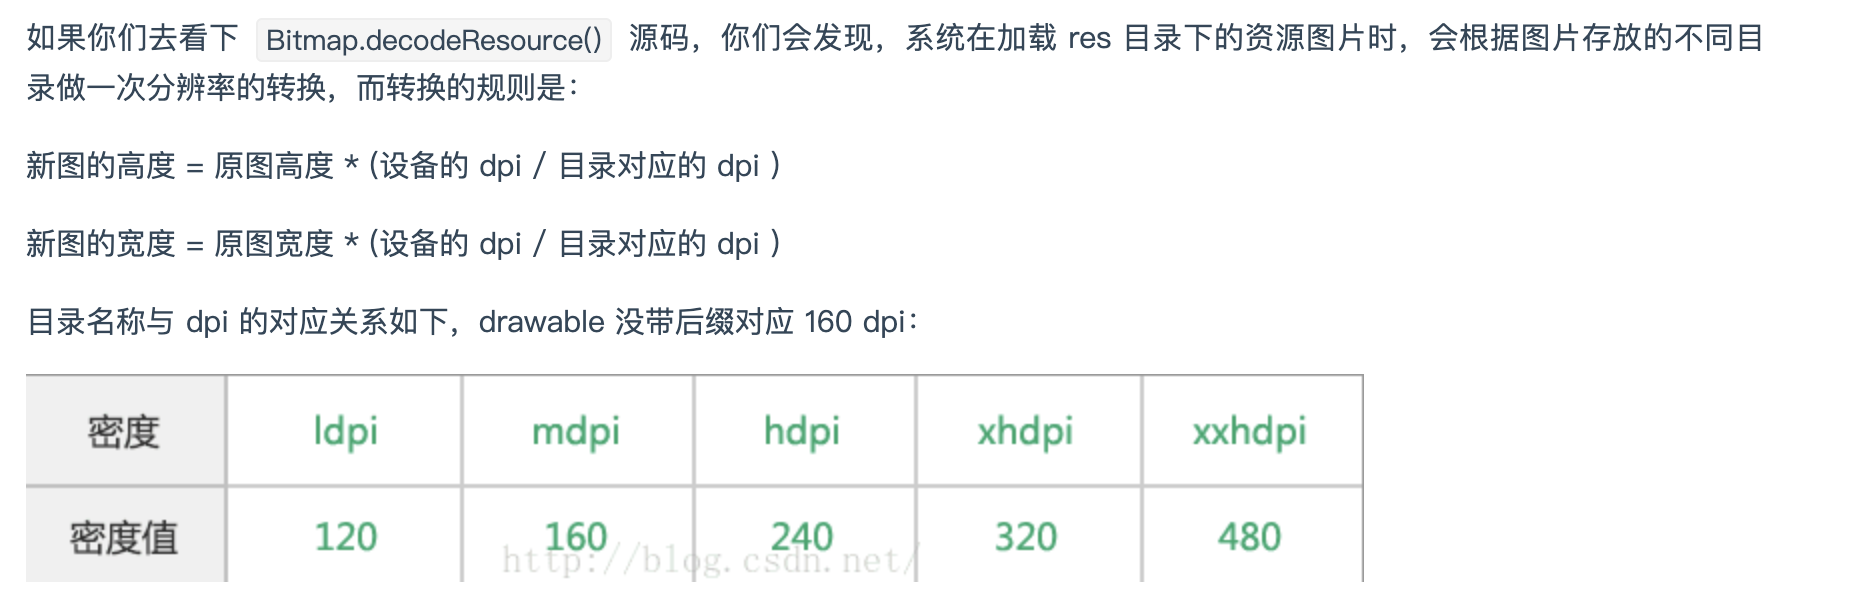 如果你们去看下 Bitmap.decodeResource() 源码，你们会发现，系统在加载 res 目录下的资源图片时，会根据图片存放的不同目
录做一次分辨率的转换，而转换的规则是：
新图的高度 = 原图高度 * (设备的 dpi / 目录对应的 dpi )
新图的宽度 = 原图宽度 * (设备的 dpi / 目录对应的 dpi )
目录名称与 dpi 的对应关系如下，drawable 没带后缀对应 160 dpi：
密度 ldpi mdpi hdpi xhdpi xxhdpi
密度值 120 160 240 320 480
http://blog.csdn.net/